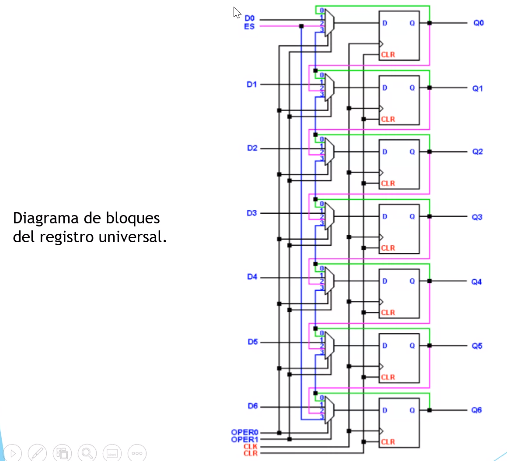 D0
ES
D Q
Q0
CLR
D1
D Q
Q1
CLR
D2
D Q
Q2
CLR
Diagrama de bloques
del registro universal.
D3
D Q
Q3
CLR
D4
D Q
Q4
CLR
D5
D Q
Q5
CLR
D6
D Q
Q6
CLR
OPER0
OPER1
CLK
CLR